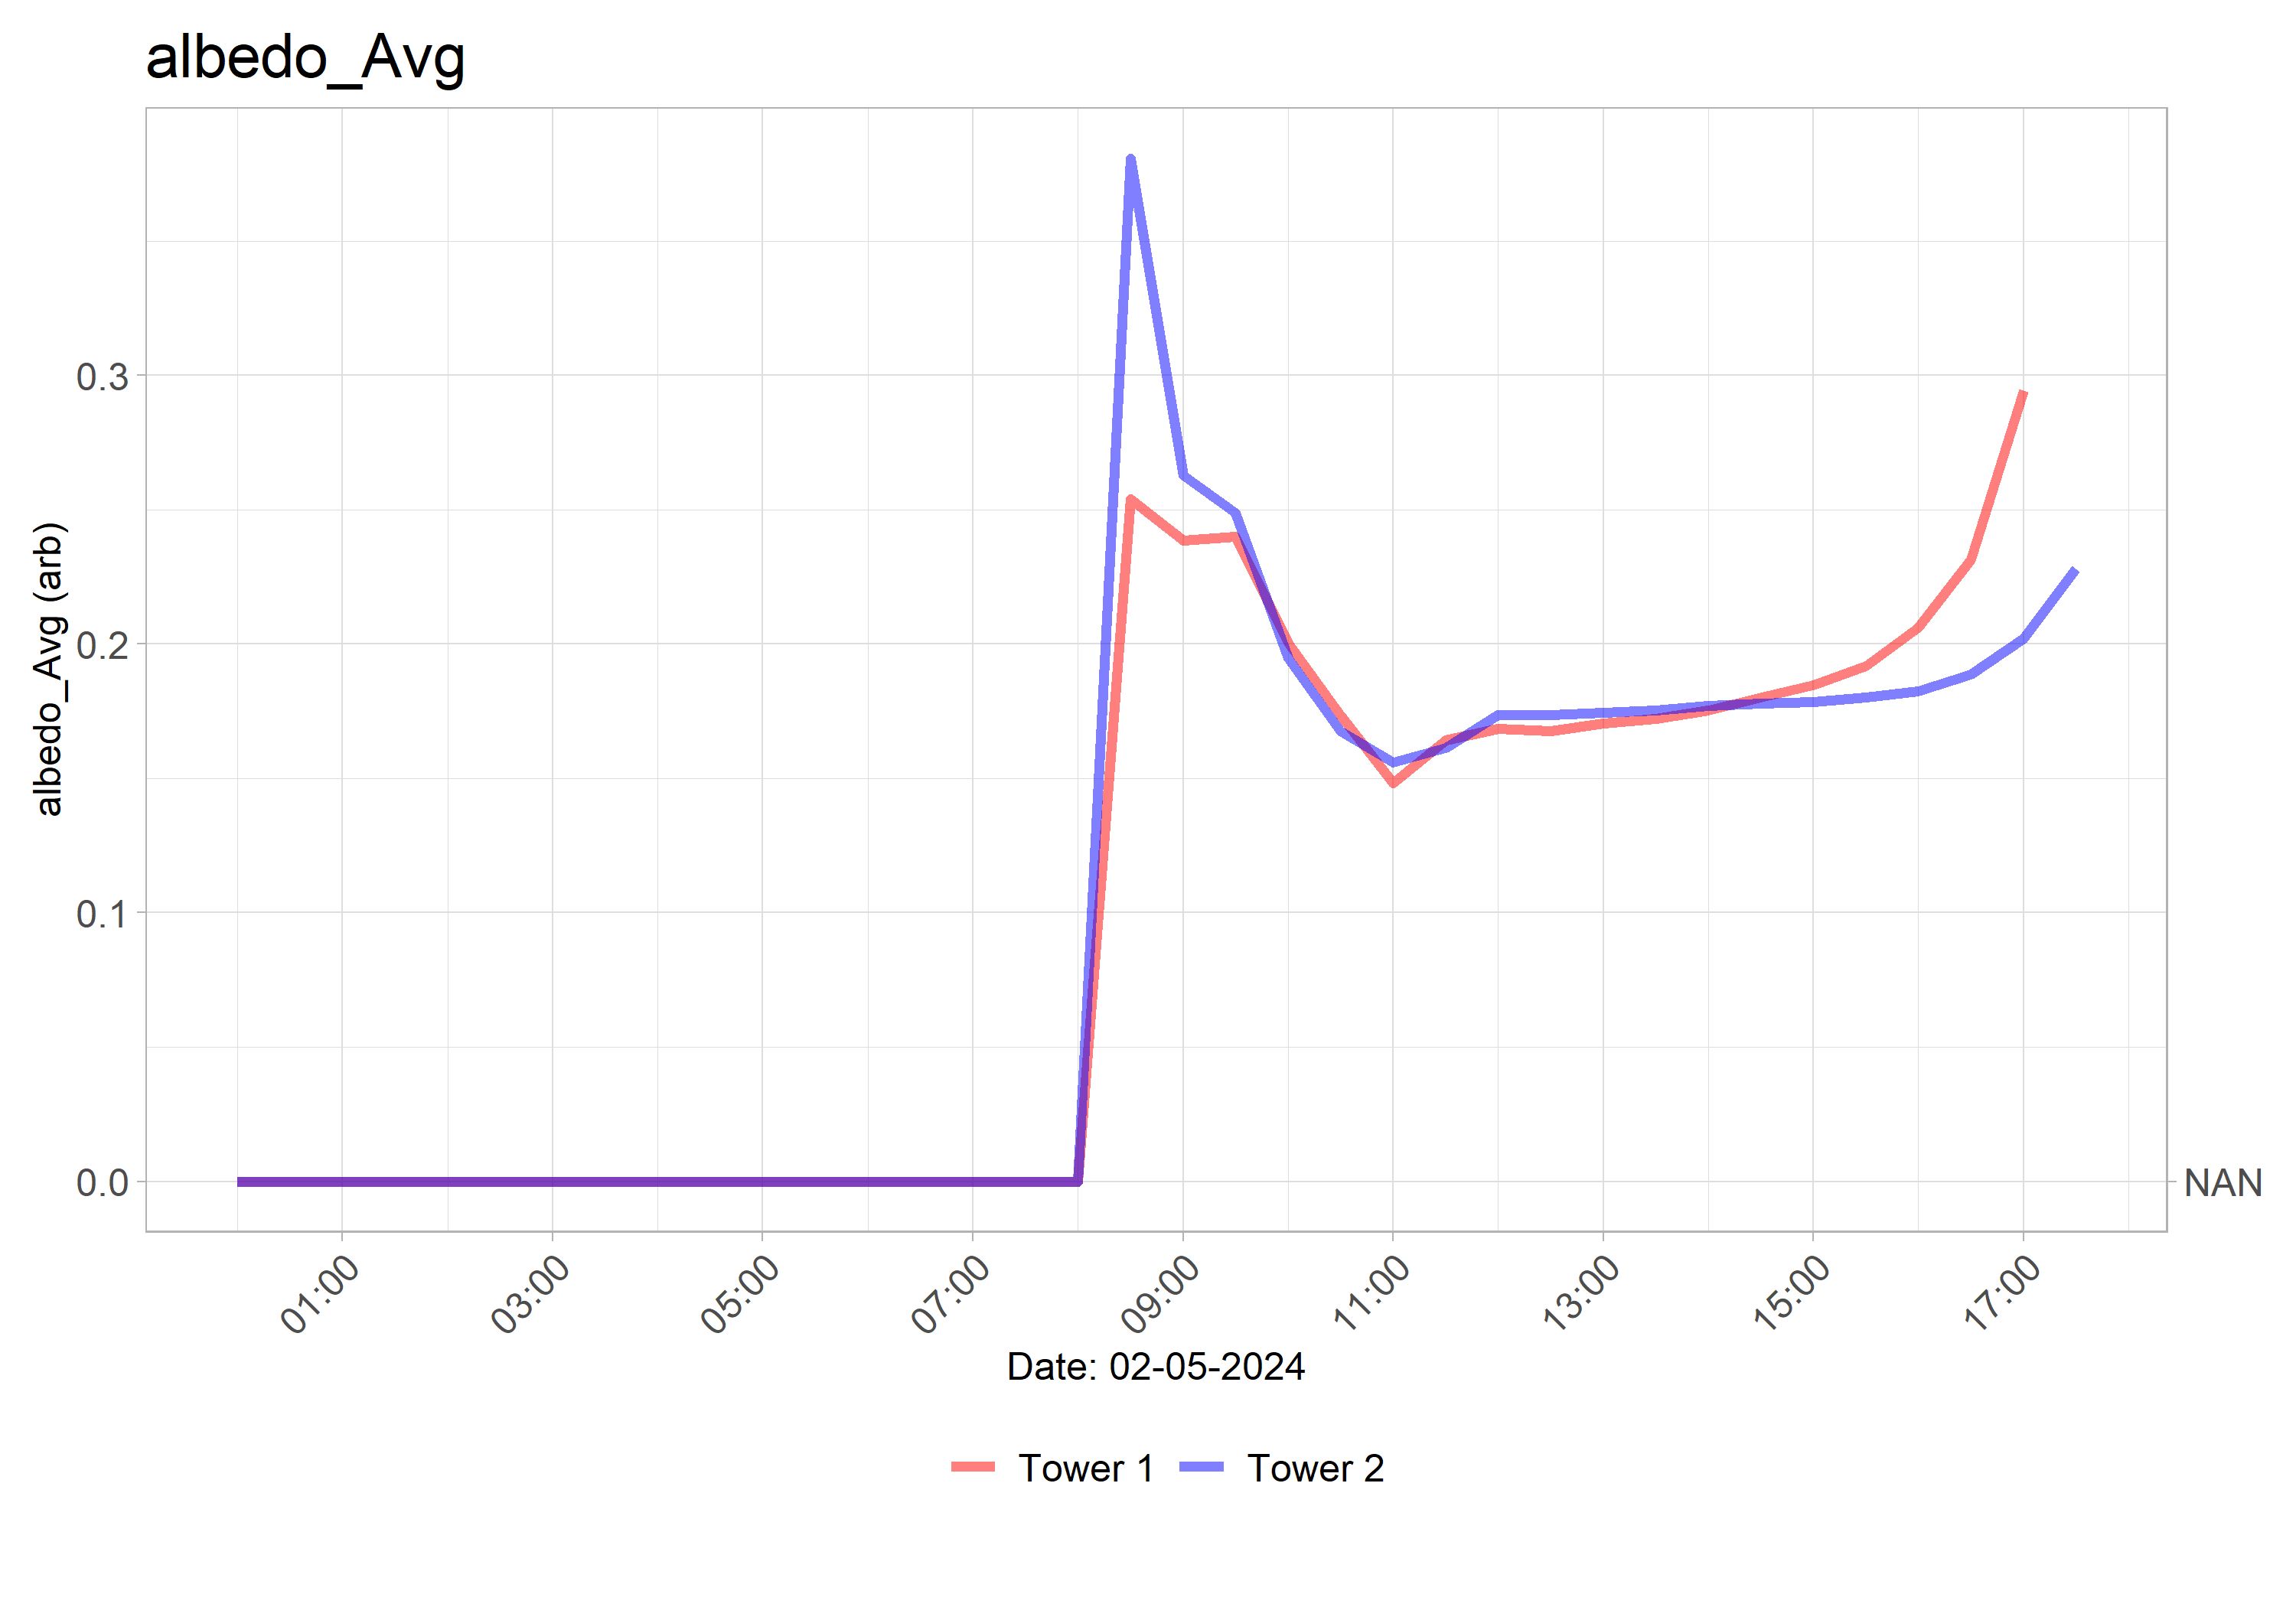 albedo_Avg
albedo_Avg (arb)
0.3
0.2
0.1
0.0
NAN
01:00
03:00
05:00
07:00
09:00
11:00
13:00
15:00
17:00
Date: 02-05-2024
Tower 1
Tower 2